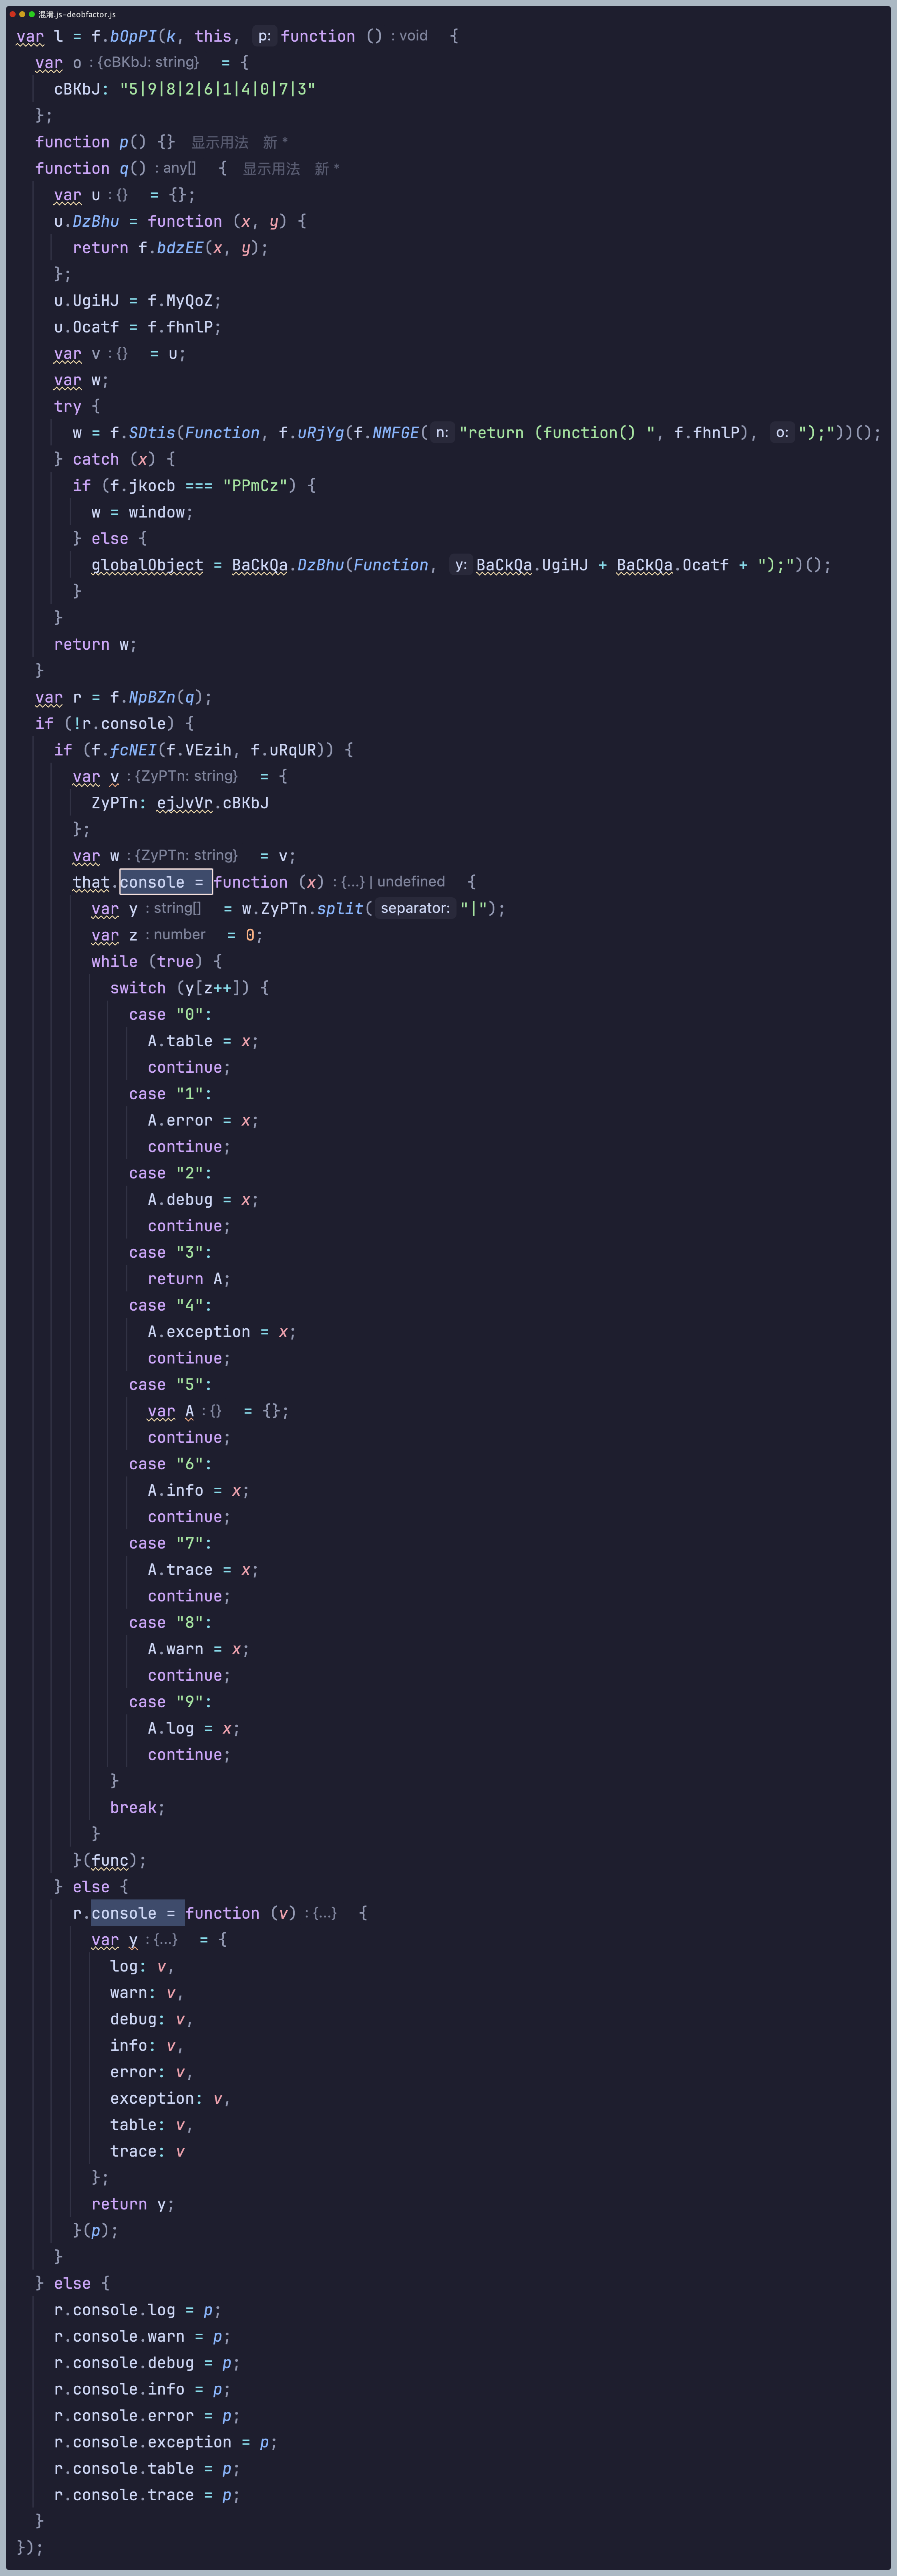 混淆.js-deobfactor.js
var l = f.bOpPI(k, this, p: function () : void {
var o : {cBKbJ: string} = {
cBKbJ: "5|9|8|2|6|1|4|0|7|3"
};
function p() {} 显示用法 新 *
function q() : any[] { 显示用法 新 *
var u : {} = {};
u.DzBhu = function (x, y) {
return f.bdzEE(x, y);
};
u.UgiHJ = f.MyQoZ;
u.Ocatf = f.fhnlP;
var v : {} = u;
var w;
try {
w = f.SDtis(Function, f.uRjYg(f.NMFGE( n: "return (function() ", f.fhnlP), o: ");"))();
} catch (x) {
if (f.jkocb === "PPmCz") {
w = window;
} else {
globalObject = BaCkQa.DzBhu(Function, y: BaCkQa.UgiHJ + BaCkQa.Ocatf + ");")();
}
}
return w;
}
var r = f.NpBZn(q);
if (!r.console) {
if (f.fcNEI(f.VEzih, f.uRqUR)) {
var v : {ZyPTn: string} = {
ZyPTn: ejJvVr.cBKbJ
};
var w : {ZyPTn: string} = v;
that.console = function (x) : {...} | undefined {
var y : string[] = w.ZyPTn.split( separator: "|");
var z : number = 0;
while (true) {
switch (y[z++]) {
case "0":
A.table = x;
continue;
case "1":
A.error = x;
continue;
case "2":
A.debug = x;
continue;
case "3":
return A;
case "4":
A.exception = x;
continue;
case "5":
var A : {} = {};
continue;
case "6":
A.info = x;
continue;
case "7":
A.trace = x;
continue;
case "8":
A.warn = x;
continue;
case "9":
A.log = x;
continue;
}
break;
}
}(func);
} else {
r.console = function (v) : {...} {
var y : {...} = {
log: v,
warn: v,
debug: v,
info: v,
error: v,
exception: v,
table: v,
trace: v
};
return y;
}(p);
}
} else {
r.console.log = p;
r.console.warn = p;
r.console.debug = p;
r.console.info = p;
r.console.error = p;
r.console.exception = p;
r.console.table = p;
r.console.trace = p;
}
});